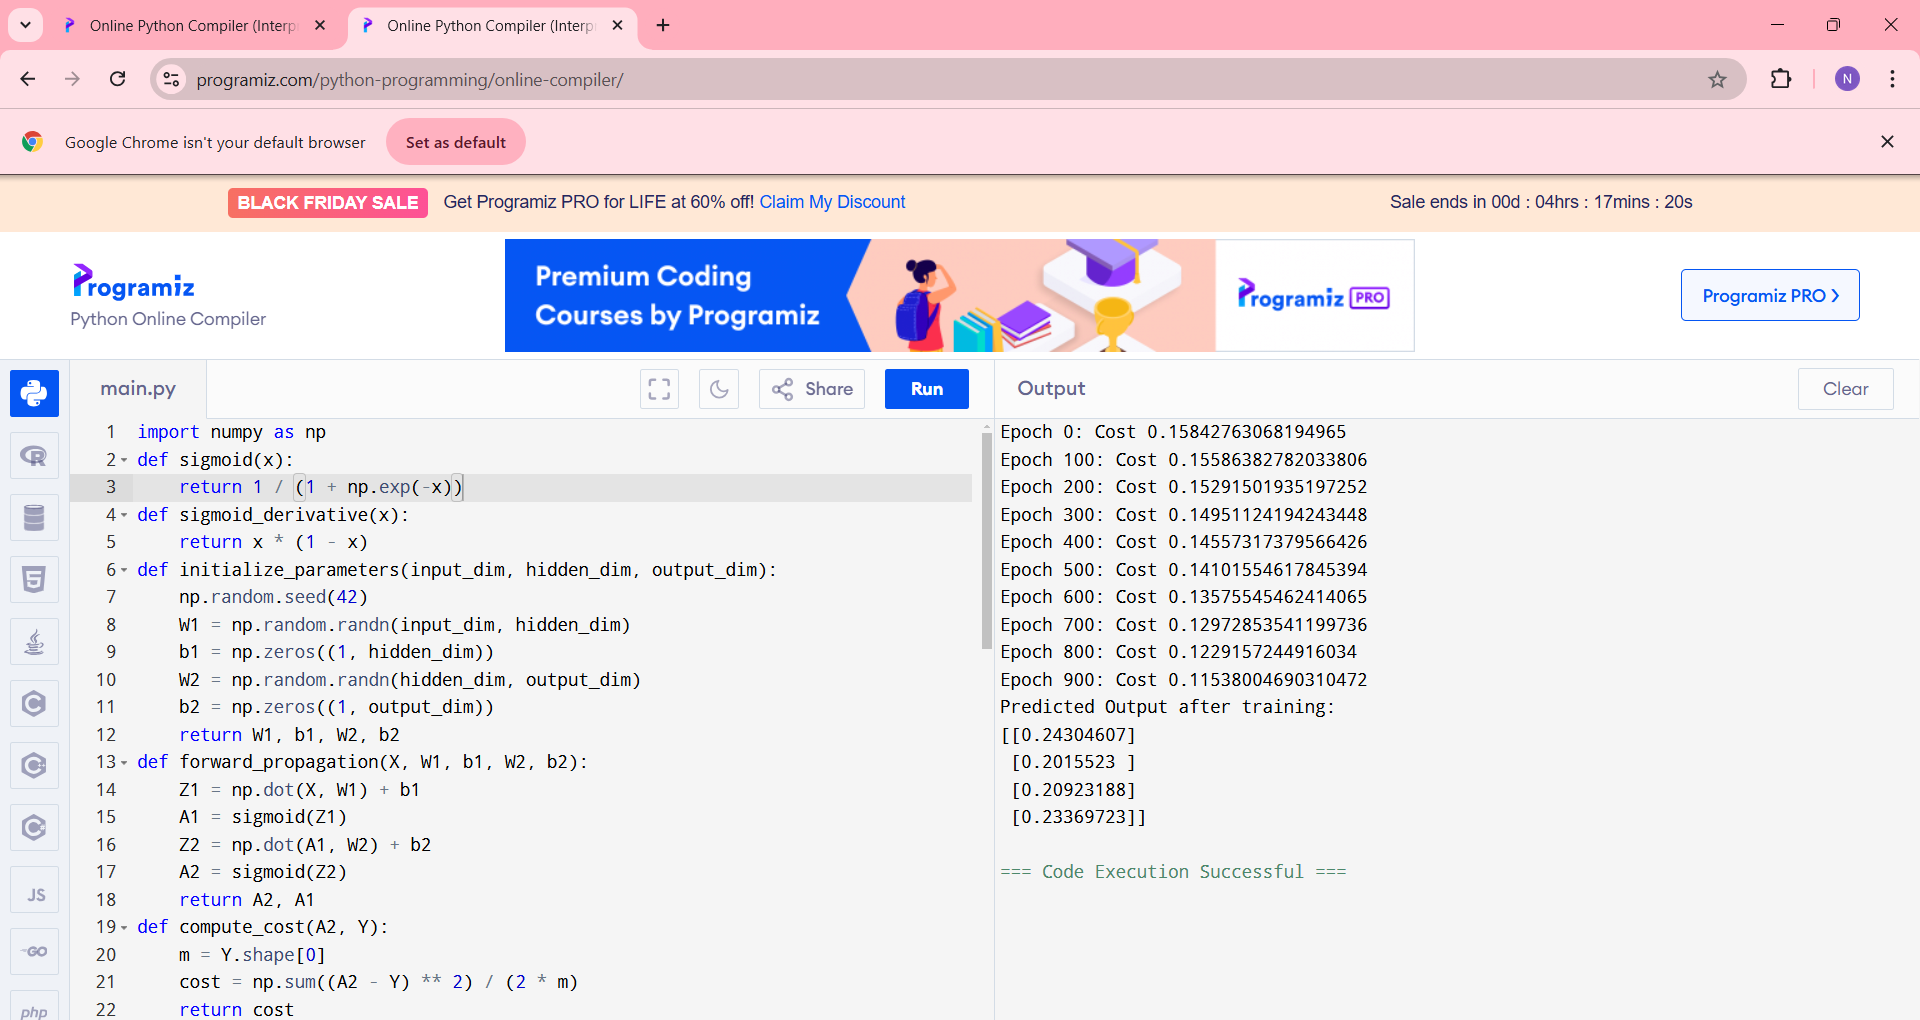 Online Python Compiler (Interp
Online Python Compiler (Interp
programiz.com/python-programming/online-compiler/
N
Google Chrome isn't your default browser
Set as default
BLACK FRIDAY SALE
Get Programiz PRO for LIFE at 60% off! Claim My Discount
Sale ends in 00d : 04hrs : 17mins : 20s
Programiz
Python Online Compiler
Premium Coding
Courses by Programiz
Programiz PRO
Programiz PRO
main.py
Share
Run
Output
Clear
R
5
C
C
C
JS
GO
php
1 import numpy as np
2 def sigmoid(x):
3 return 1 / (1 + np.exp(-x))
4 def sigmoid_derivative(x):
5 return x * (1 - x)
6 def initialize_parameters(input_dim, hidden_dim, output_dim):
7 np.random.seed(42)
8 W1 = np.random.randn(input_dim, hidden_dim)
9 b1 = np.zeros((1, hidden_dim))
10 W2 = np.random.randn(hidden_dim, output_dim)
11 b2 = np.zeros((1, output_dim))
12 return W1, b1, W2, b2
13 def forward_propagation(X, W1, b1, W2, b2):
14 Z1 = np.dot(X, W1) + b1
15 A1 = sigmoid(Z1)
16 Z2 = np.dot(A1, W2) + b2
17 A2 = sigmoid(Z2)
18 return A2, A1
19 def compute_cost(A2, Y):
20 m = Y.shape[0]
21 cost = np.sum((A2 - Y) ** 2) / (2 * m)
22 return cost
Epoch 0: Cost 0.15842763068194965
Epoch 100: Cost 0.15586382782033806
Epoch 200: Cost 0.15291501935197252
Epoch 300: Cost 0.14951124194243448
Epoch 400: Cost 0.14557317379566426
Epoch 500: Cost 0.14101554617845394
Epoch 600: Cost 0.13575545462414065
Epoch 700: Cost 0.12972853541199736
Epoch 800: Cost 0.1229157244916034
Epoch 900: Cost 0.11538004690310472
Predicted Output after training:
[[0.24304607]
[0.2015523 ]
[0.20923188]
[0.23369723]]
=== Code Execution Successful ===